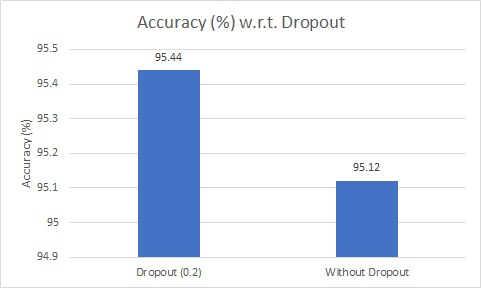 Accuracy (%) w.r.t. Dropout
Accuracy (%)
95.5
95.4
95.3
95.2
95.1
95
94.9
95.44
95.12
Dropout (0.2)
Without Dropout